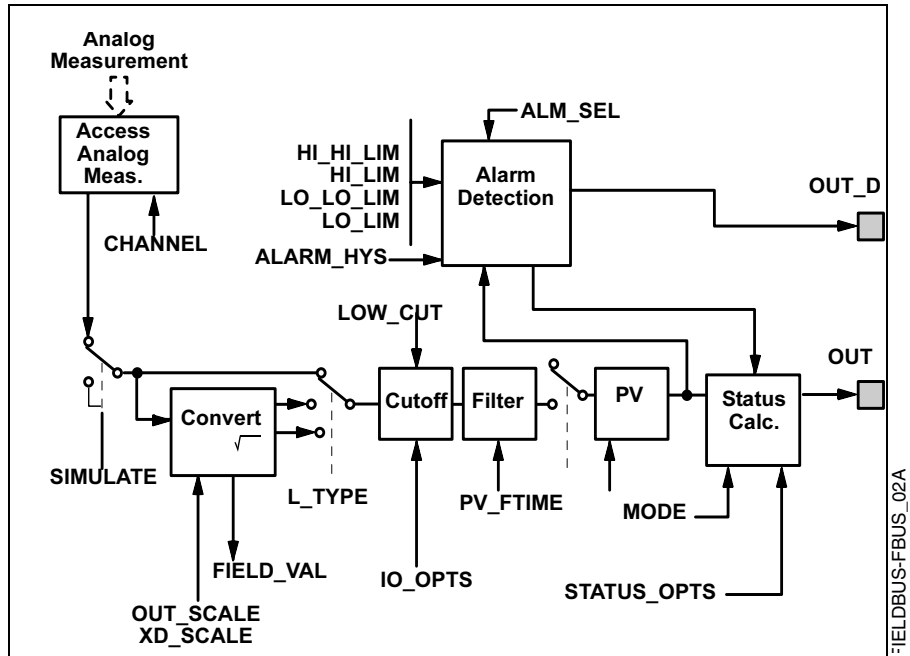 Analog
Measurement
Access
Analog
Meas.
CHANNEL
ALM_SEL
HI_HI_LIM
HI_LIM
LO_LO_LIM
LO_LIM
ALARM_HYS
Alarm
Detection
OUT_D
LOW_CUT
OUT
Convert
√
Cutoff
Filter
PV
Status
Calc.
SIMULATE
L_TYPE
PV_FTIME
MODE
FIELD_VAL
IO_OPTS
STATUS_OPTS
OUT_SCALE
XD_SCALE
FIELDBUS-FBUS_02A